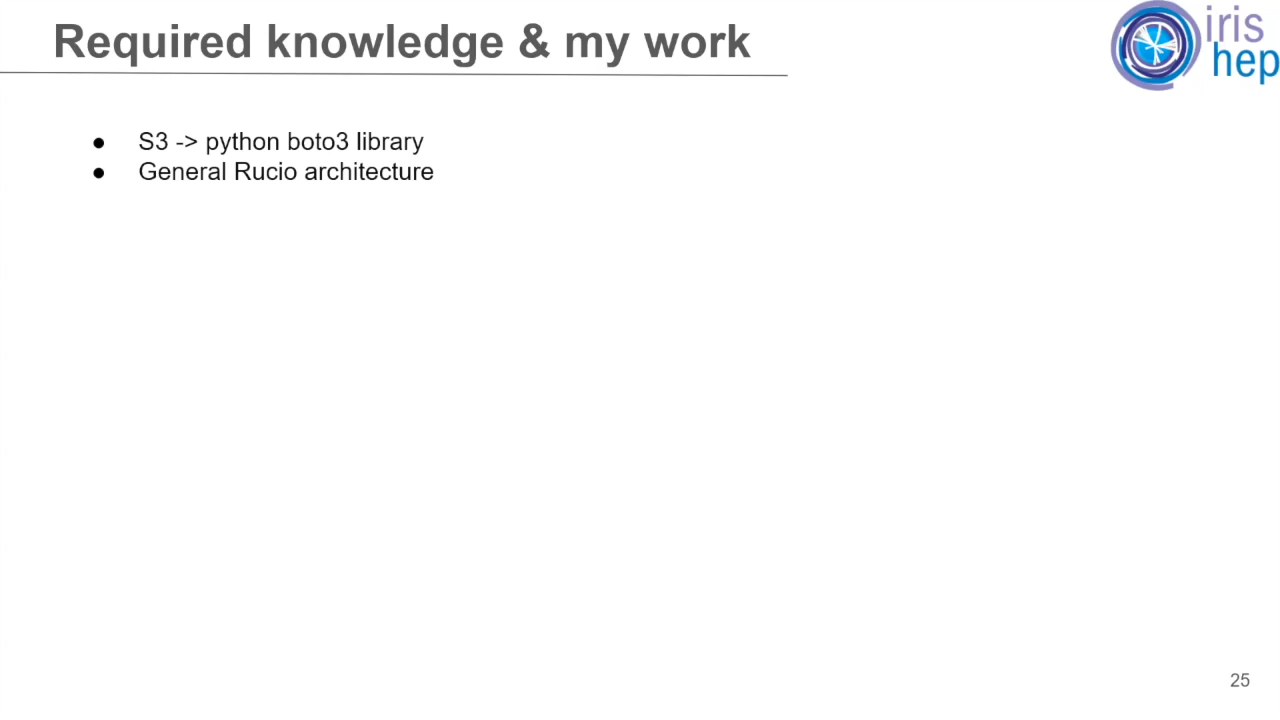 Required knowledge & my work
iris
hep
● S3 -> python boto3 library
● General Rucio architecture
25